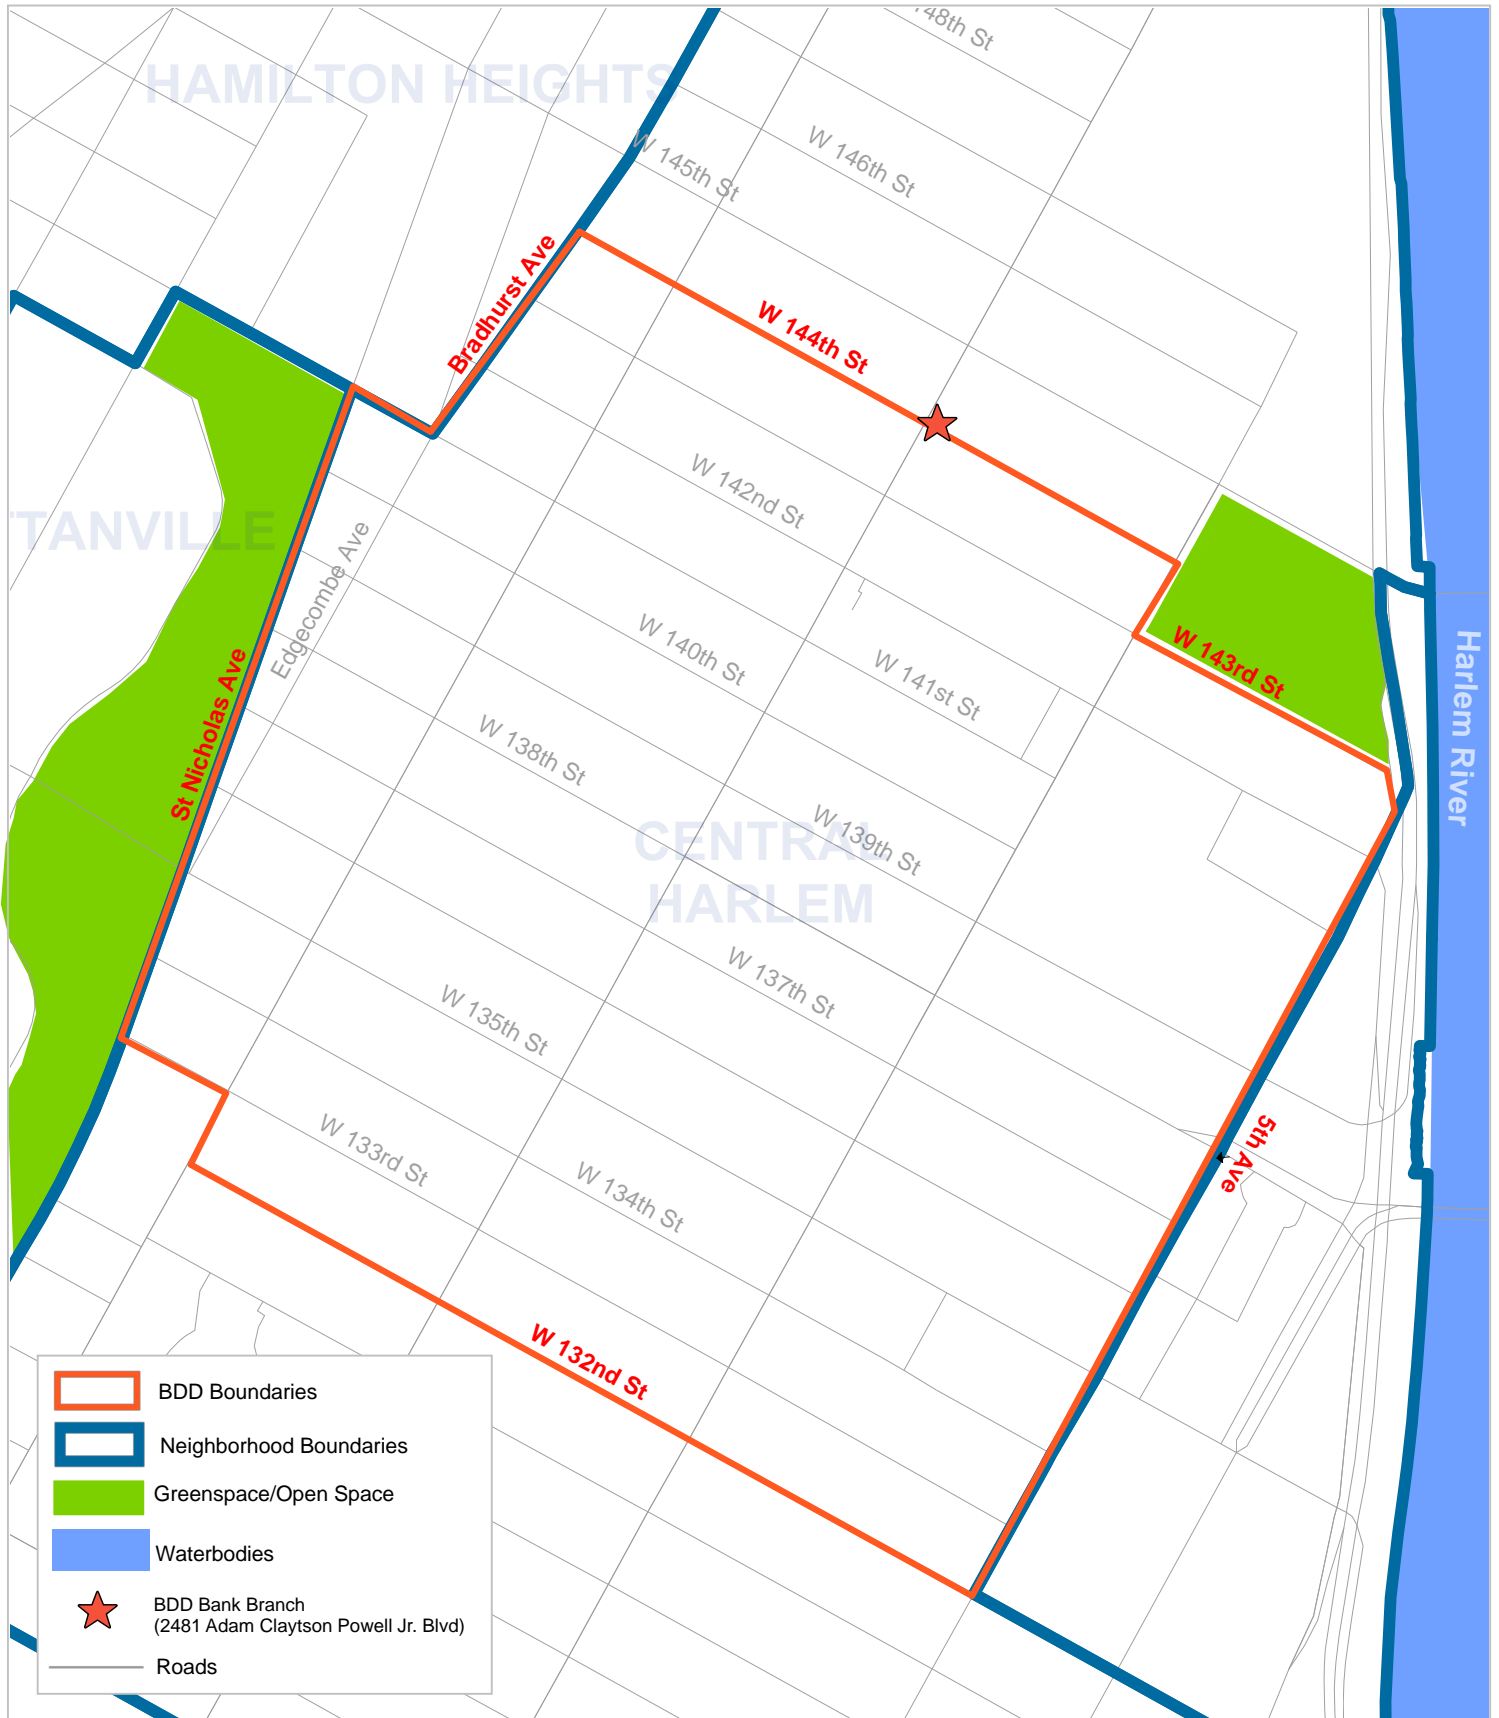 148th St
HAMILTON HEIGHTS
W 145th St
W 146th St
Bradhurst Ave
W 144th St
W 142nd St
TANVILLE
Edgecombe Ave
W 140th St
W 141st St
W 143rd St
Harlem River
St Nicholas Ave
W 138th St
CENTRAL
HARLEM
W 139th St
W 137th St
W 135th St
W 133rd St
W 134th St
5th Ave
W 132nd St
BDD Boundaries
Neighborhood Boundaries
Greenspace/Open Space
Waterbodies
BDD Bank Branch
(2481 Adam Claytson Powell Jr. Blvd)
Roads